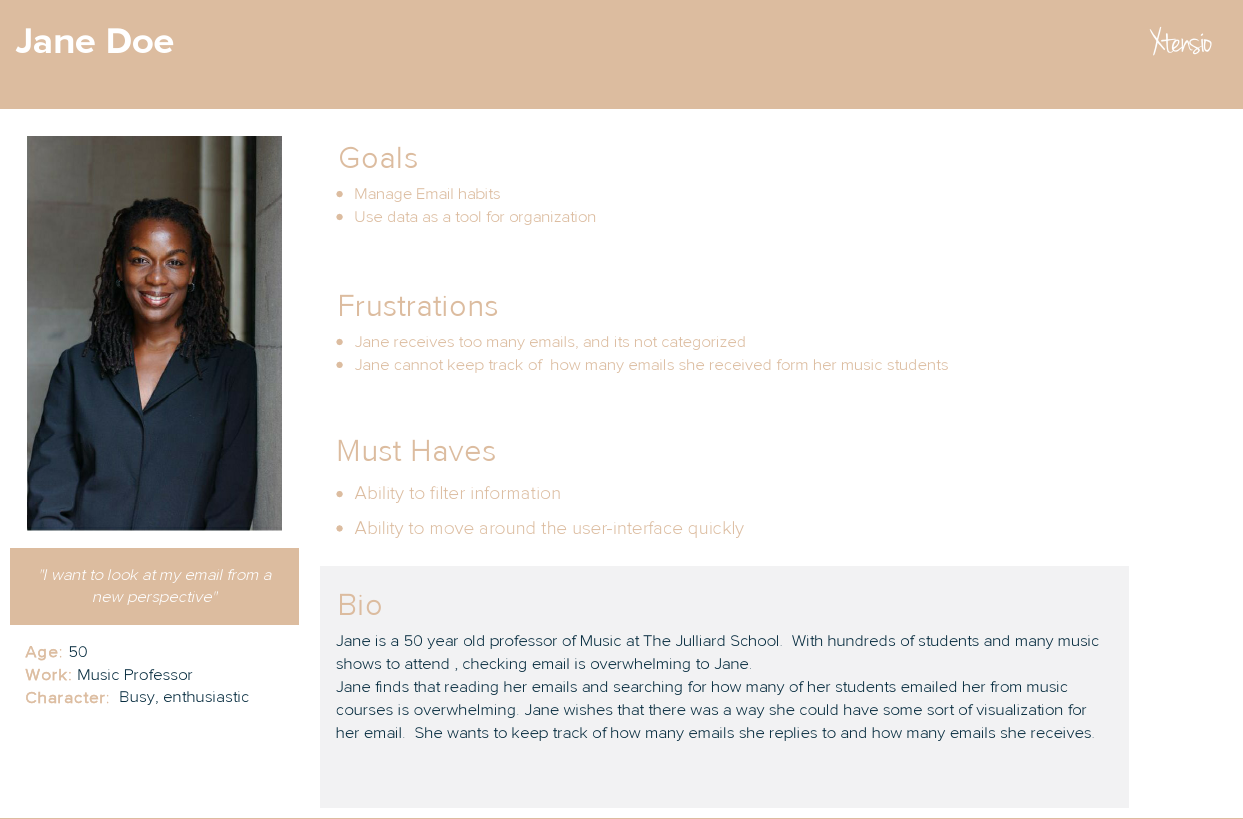 Jane Doe
Xtensio
Goals
Manage Email habits
Use data as a tool for organization
Frustrations
Jane receives too many emails, and its not categorized
Jane cannot keep track of  how many emails she received form her music students
Must Haves
Ability to filter information
Ability to move around the user-interface quickly
"I want to look at my email from a
new perspective"
Age: 50
Work: Music Professor
Character:  Busy, enthusiastic
Bio
Jane is a 50 year old professor of Music at The Julliard School.  With hundreds of students and many music
shows to attend , checking email is overwhelming to Jane.
Jane finds that reading her emails and searching for how many of her students emailed her from music
courses is overwhelming. Jane wishes that there was a way she could have some sort of visualization for
her email.  She wants to keep track of how many emails she replies to and how many emails she receives.